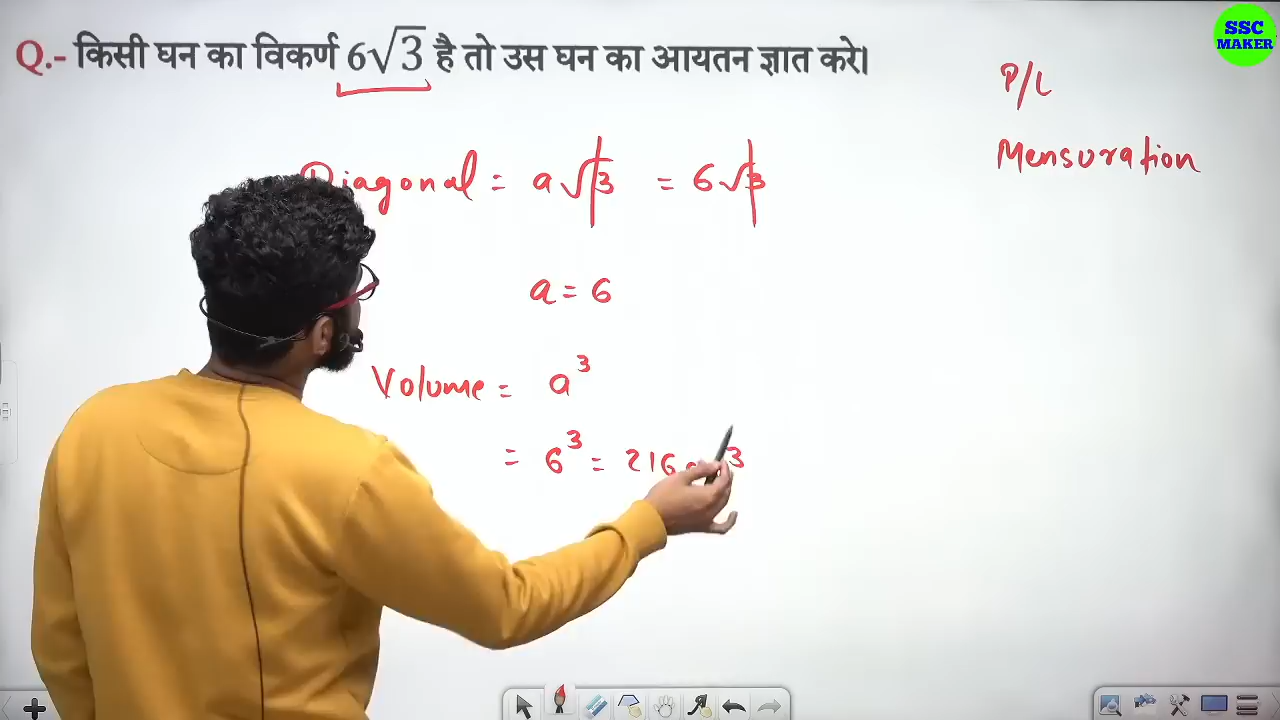 Q.- किसी घन का विकर्ण 6√3 है तो उस घन का आयतन ज्ञात करे।
SSC
MAKER
P/L
Mensuration
Diagonal = a√3 = 6√3
a = 6
Volume = a³
= 6³ = 216